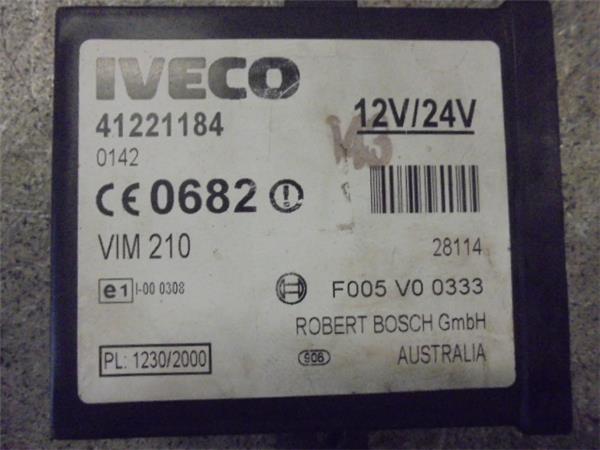 IVECO
41221184
12V/24V
0142
CE 0682
VIM 210
28114
e1 I-00 0308
F005 V0 0333
ROBERT BOSCH GmbH
PL: 1230/2000
906
AUSTRALIA